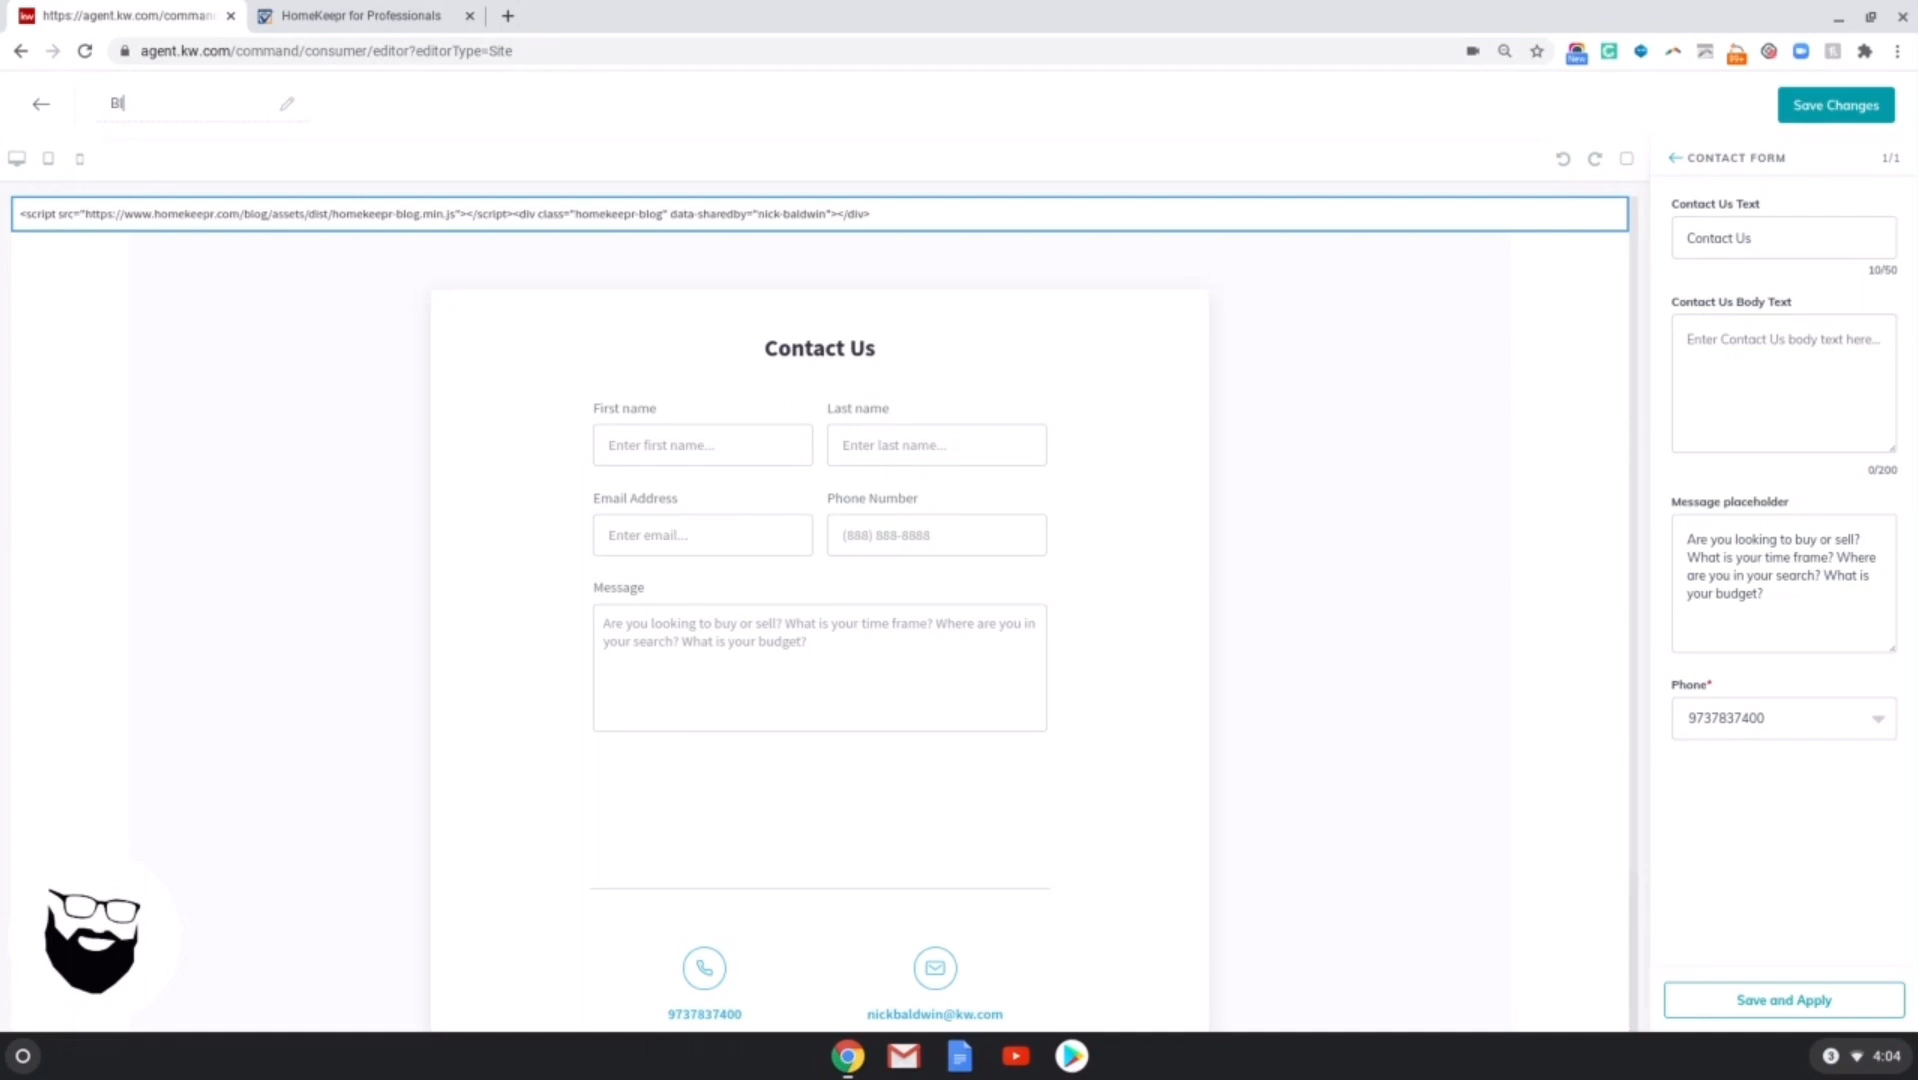 kw https://agent.kw.com/comman
HomeKeepr for Professionals
agent.kw.com/command/consumer/editor?editorType=Site
New
99+
Bl
Save Changes
CONTACT FORM 1/1
<script src="https://www.homekeepr.com/blog/assets/dist/homekeepr-blog.min.js"></script><div class="homekeepr-blog" data-sharedby="nick-baldwin"></div>
Contact Us
First name Last name
Enter first name... Enter last name...
Email Address Phone Number
Enter email... (888) 888-8888
Message
Are you looking to buy or sell? What is your time frame? Where are you in
your search? What is your budget?
9737837400 nickbaldwin@kw.com
Contact Us Text
Contact Us
10/50
Contact Us Body Text
Enter Contact Us body text here...
0/200
Message placeholder
Are you looking to buy or sell?
What is your time frame? Where
are you in your search? What is
your budget?
Phone*
9737837400
Save and Apply
3 4:04